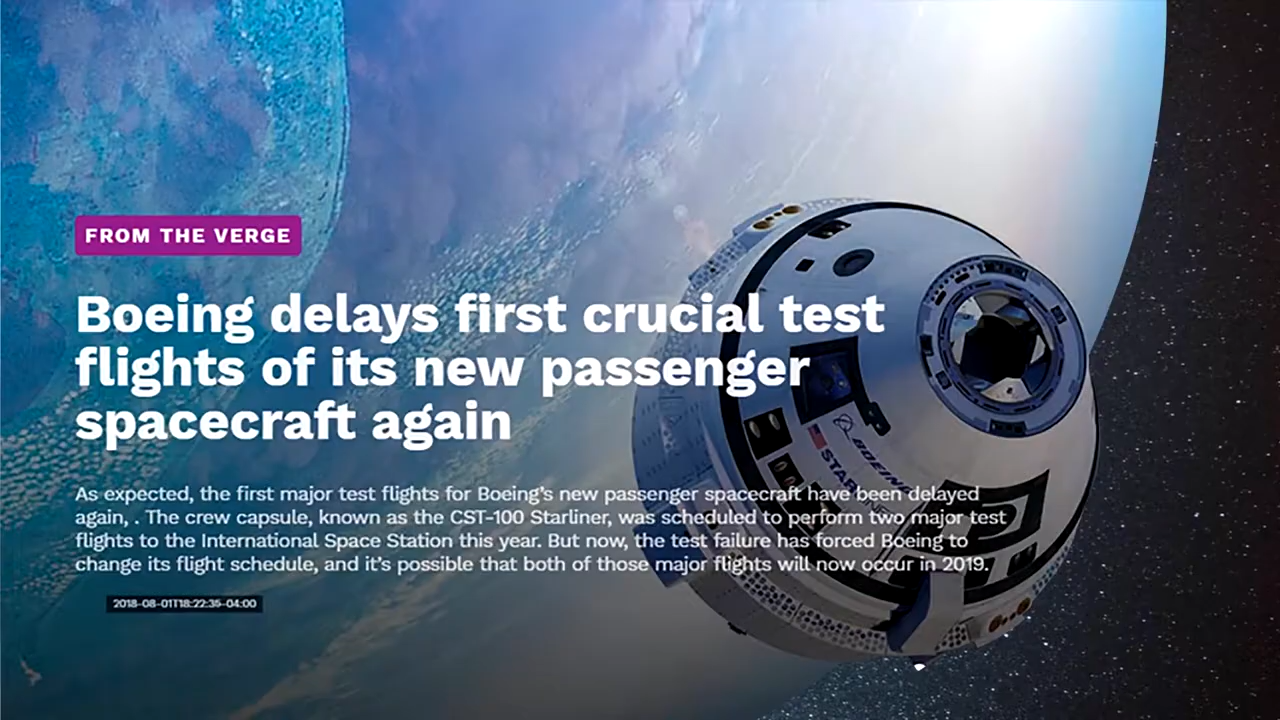 FROM THE VERGE
Boeing delays first crucial test
flights of its new passenger
spacecraft again
As expected, the first major test flights for Boeing's new passenger spacecraft have been delayed
again, . The crew capsule, known as the CST-100 Starliner, was scheduled to perform two major test
flights to the International Space Station this year. But now, the test failure has forced Boeing to
change its flight schedule, and it's possible that both of those major flights will now occur in 2019.
2018-08-01T18:22:35-04:00
BOEING
STARLINER